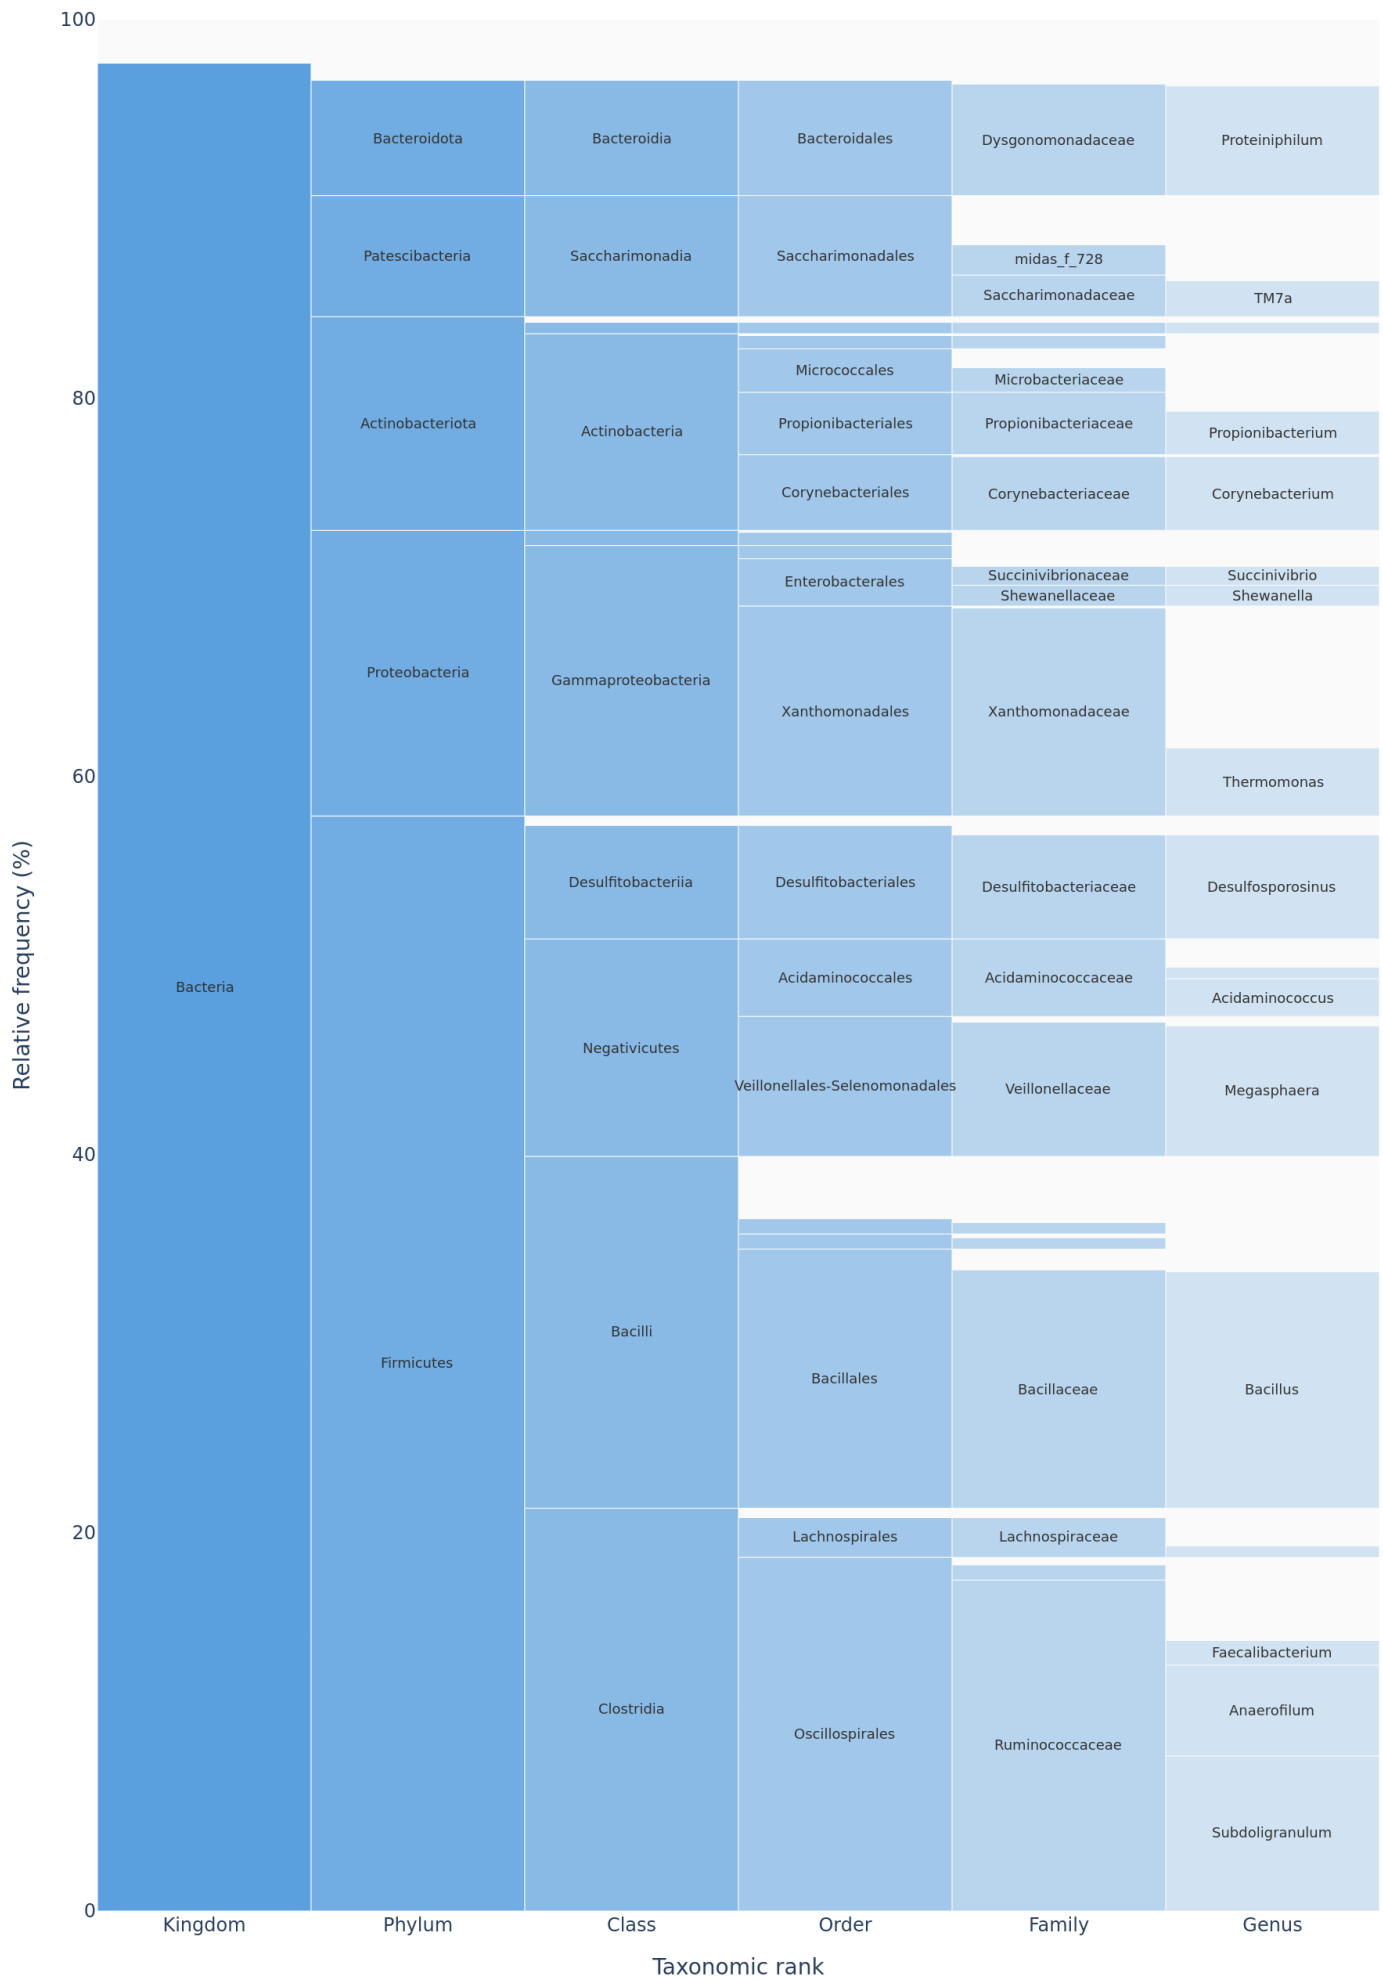 100
Bacteroidota
Bacteroidia
Bacteroidales
Dysgonomonadaceae
Proteiniphilum
Patescibacteria
Saccharimonadia
Saccharimonadales
midas_f_728
Saccharimonadaceae
TM7a
80
Actinobacteriota
Actinobacteria
Micrococcales
Microbacteriaceae
Propionibacteriales
Propionibacteriaceae
Propionibacterium
Corynebacteriales
Corynebacteriaceae
Corynebacterium
Proteobacteria
Gammaproteobacteria
Enterobacterales
Succinivibrionaceae
Succinivibrio
Shewanellaceae
Shewanella
Xanthomonadales
Xanthomonadaceae
Thermomonas
60
Relative frequency (%)
Bacteria
Firmicutes
Desulfitobacteriia
Desulfitobacteriales
Desulfitobacteriaceae
Desulfosporosinus
Negativicutes
Acidaminococcales
Acidaminococcaceae
Acidaminococcus
Veillonellales-Selenomonadales
Veillonellaceae
Megasphaera
40
Bacilli
Bacillales
Bacillaceae
Bacillus
20
Clostridia
Lachnospirales
Lachnospiraceae
Oscillospirales
Ruminococcaceae
Faecalibacterium
Anaerofilum
Subdoligranulum
0
Kingdom
Phylum
Class
Order
Family
Genus
Taxonomic rank